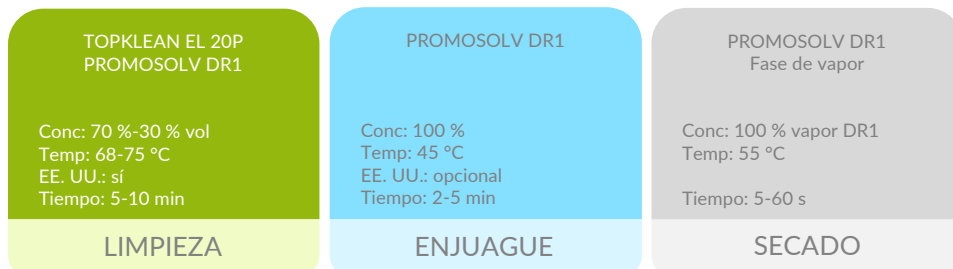 TOPKLEAN EL 20P
PROMOSOLV DR1
Conc: 70 %-30 % vol
Temp: 68-75 °C
EE. UU.: sí
Tiempo: 5-10 min
LIMPIEZA
PROMOSOLV DR1
Conc: 100 %
Temp: 45 °C
EE. UU.: opcional
Tiempo: 2-5 min
ENJUAGUE
PROMOSOLV DR1
Fase de vapor
Conc: 100 % vapor DR1
Temp: 55 °C
Tiempo: 5-60 s
SECADO